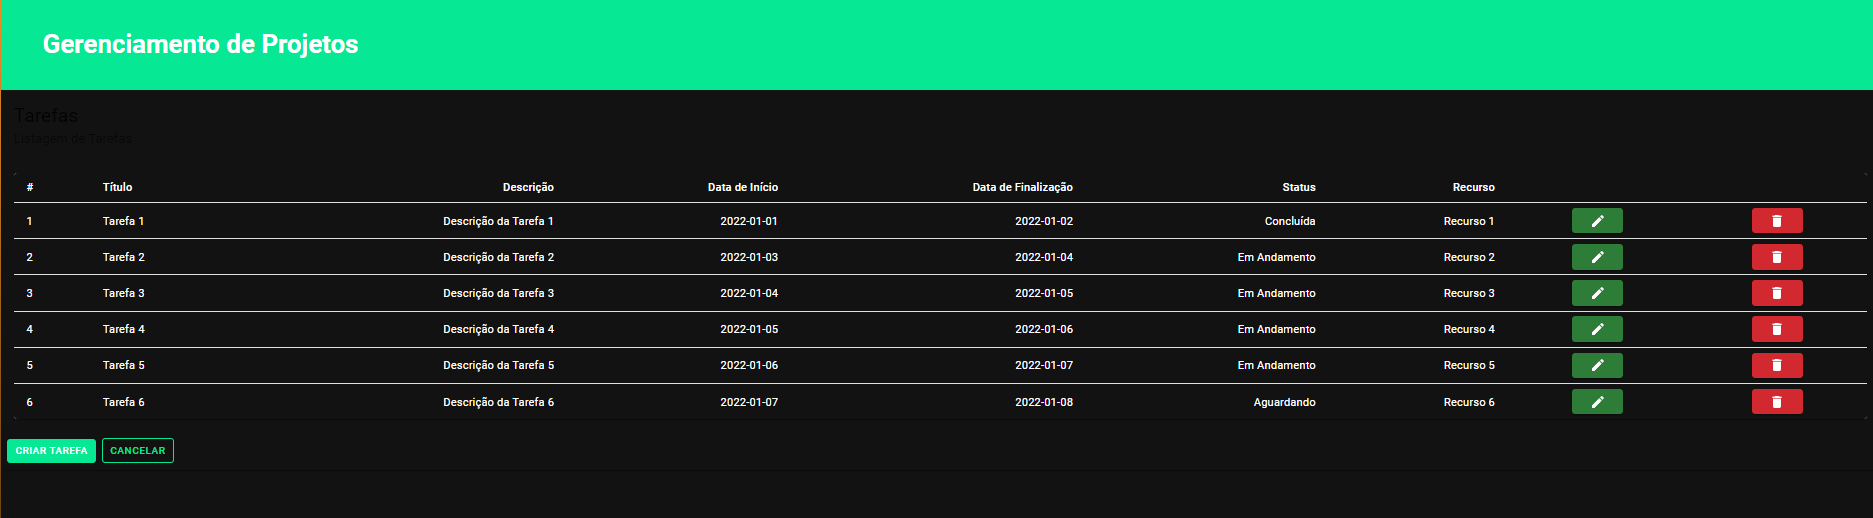 Gerenciamento de Projetos
Tarefas
Listagem de Tarefas
# Título Descrição Data de Início Data de Finalização Status Recurso
1 Tarefa 1 Descrição da Tarefa 1 2022-01-01 2022-01-02 Concluída Recurso 1
2 Tarefa 2 Descrição da Tarefa 2 2022-01-03 2022-01-04 Em Andamento Recurso 2
3 Tarefa 3 Descrição da Tarefa 3 2022-01-04 2022-01-05 Em Andamento Recurso 3
4 Tarefa 4 Descrição da Tarefa 4 2022-01-05 2022-01-06 Em Andamento Recurso 4
5 Tarefa 5 Descrição da Tarefa 5 2022-01-06 2022-01-07 Em Andamento Recurso 5
6 Tarefa 6 Descrição da Tarefa 6 2022-01-07 2022-01-08 Aguardando Recurso 6
CRIAR TAREFA CANCELAR